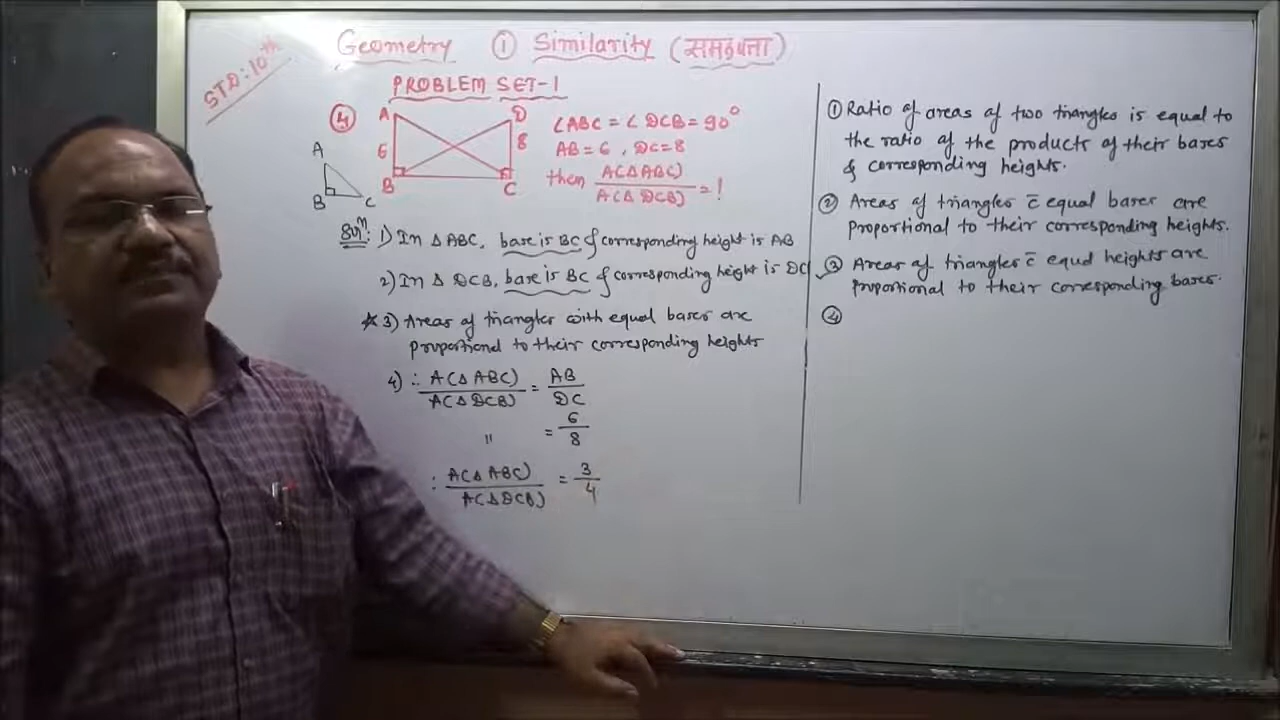 STD: 10th
Geometry ① Similarity (समरूपता)
PROBLEM SET-1
④
A D
6 8
B C
∠ABC = ∠DCB = 90°
AB = 6, DC = 8
then A(ΔABC) / A(ΔDCB) = !
A
B C
Solⁿ: 1) In Δ ABC, base is BC & corresponding height is AB
2) In Δ DCB, base is BC & corresponding height is DC
* 3) Areas of triangles with equal bases are
proportional to their corresponding heights
4) ∴ A(Δ ABC) / A(Δ DCB) = AB / DC
" = 6 / 8
∴ A(Δ ABC) / A(Δ DCB) = 3 / 4
① Ratio of areas of two triangles is equal to
the ratio of the products of their bases
& corresponding heights.
② Areas of triangles c̄ equal bases are
proportional to their corresponding heights.
③ Areas of triangles c̄ equal heights are
proportional to their corresponding bases.
④